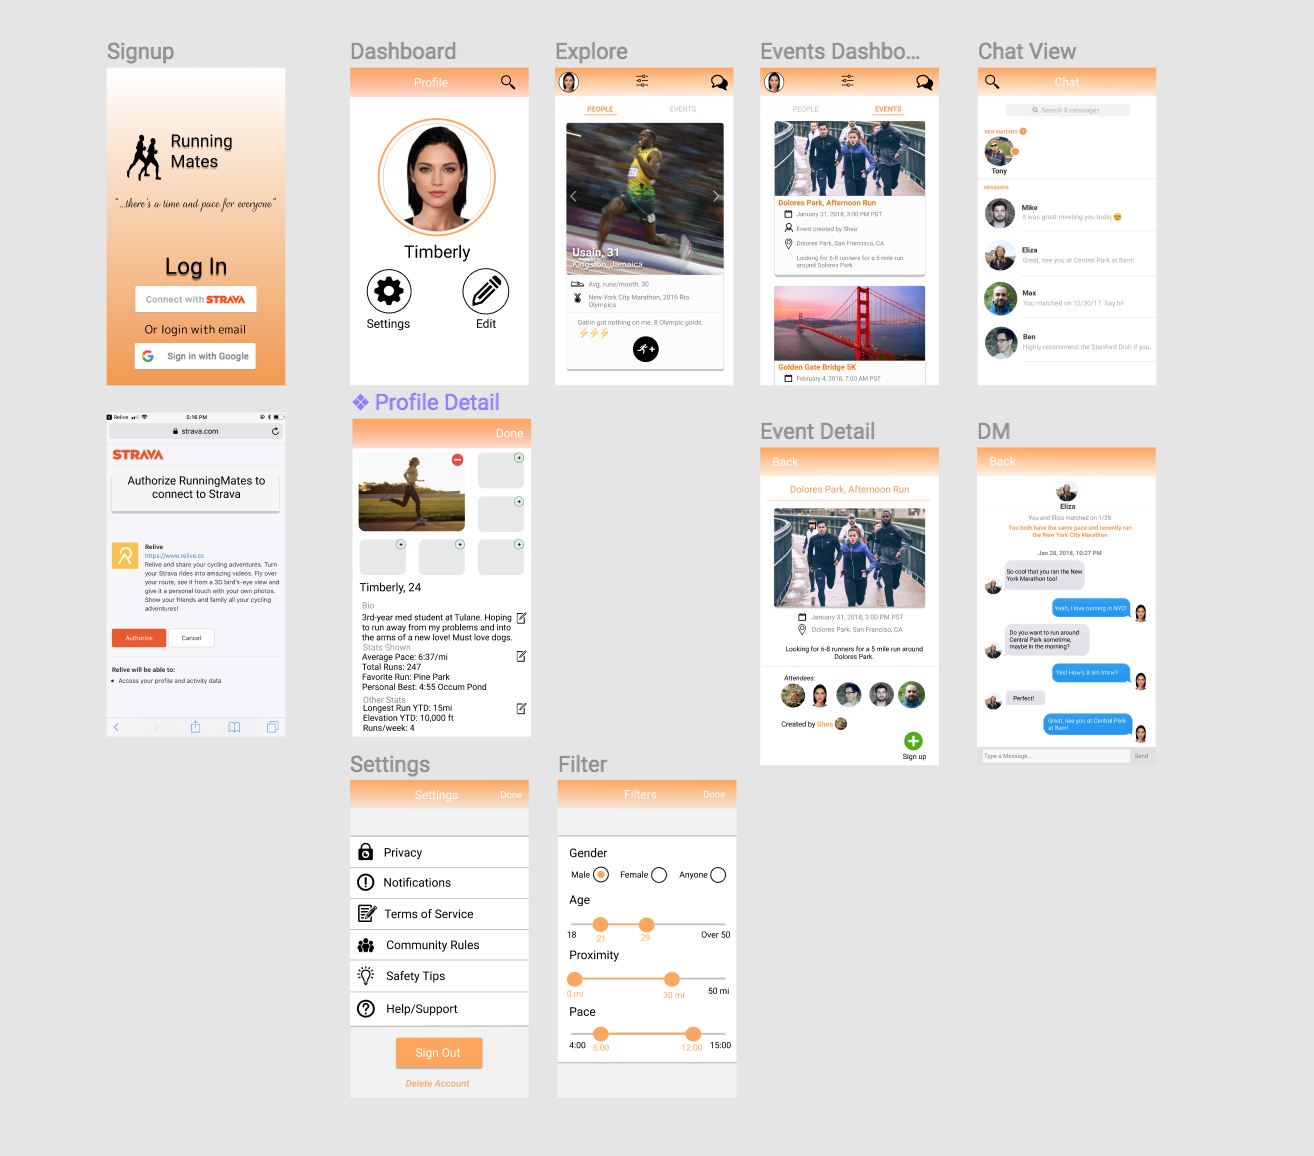 Signup
Running
Mates
“...there's a time and pace for everyone”
Log In
Connect with STRAVA
Or login with email
Sign in with Google
Relive
5:16 PM
strava.com
STRAVA
Authorize RunningMates to
connect to Strava
Relive
https://www.relive.cc
Relive and share your cycling adventures. Turn
your Strava rides into amazing videos. Fly over
your route, see it from a 3D bird's-eye view and
give it a personal touch with your own photos.
Show your friends and family all your cycling
adventures!
Authorize
Cancel
Relive will be able to:
• Access your profile and activity data
Dashboard
Profile
Timberly
Settings
Edit
Profile Detail
Done
Timberly, 24
Bio
3rd-year med student at Tulane. Hoping
to run away from my problems and into
the arms of a new love! Must love dogs.
Stats Shown
Average Pace: 6:37/mi
Total Runs: 247
Favorite Run: Pine Park
Personal Best: 4:55 Occum Pond
Other Stats
Longest Run YTD: 15mi
Elevation YTD: 10,000 ft
Runs/week: 4
Settings
Settings
Done
Privacy
Notifications
Terms of Service
Community Rules
Safety Tips
Help/Support
Sign Out
Delete Account
Explore
PEOPLE
EVENTS
Usain, 31
Kingston, Jamaica
Avg. runs/month: 30
New York City Marathon, 2016 Rio
Olympics
Gatlin got nothing on me. 8 Olympic golds.
⚡⚡⚡
Filter
Filters
Done
Gender
Male
Female
Anyone
Age
18
21
29
Over 50
Proximity
0 mi
30 mi
50 mi
Pace
4:00
5:00
12:00
15:00
Events Dashbo...
PEOPLE
EVENTS
Dolores Park, Afternoon Run
January 31, 2018, 3:00 PM PST
Event created by Shea
Dolores Park, San Francisco, CA
Looking for 6-8 runners for a 5 mile run
around Dolores Park.
Golden Gate Bridge 5K
February 4, 2018, 7:00 AM PST
Event Detail
Back
Dolores Park, Afternoon Run
January 31, 2018, 3:00 PM PST
Dolores Park, San Franciso, CA
Looking for 6-8 runners for a 5 mile run around
Dolores Park.
Attendees:
Created by Shea
Sign up
Chat View
Chat
Search 8 messages
NEW MATCHES
Tony
MESSAGES
Mike
It was great meeting you today 😍
Eliza
Great, see you at Central Park at 8am!
Max
You matched on 12/30/17. Say hi!
Ben
Highly recommend the Stanford Dish if you.
DM
Back
Eliza
You and Eliza matched on 1/28.
You both have the same pace and recently ran
the New York City Marathon
Jan 28, 2018, 10:27 PM
So cool that you ran the New
York Marathon too!
Yeah, I love running in NYC!
Do you want to run around
Central Park sometime,
maybe in the morning?
Yes! How's 8 am tmrw?
Perfect!
Great, see you at Central Park
at 8am!
Type a Message...
Send